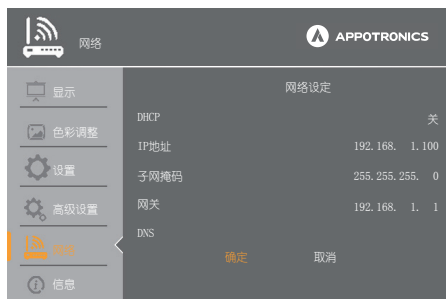 网络
APPOTRONICS
显示
色彩调整
设置
高级设置
信息
网络设定
DHCP 关
IP地址 192.168. 1.100
子网掩码 255.255.255. 0
网关 192.168. 1. 1
DNS
确定 取消